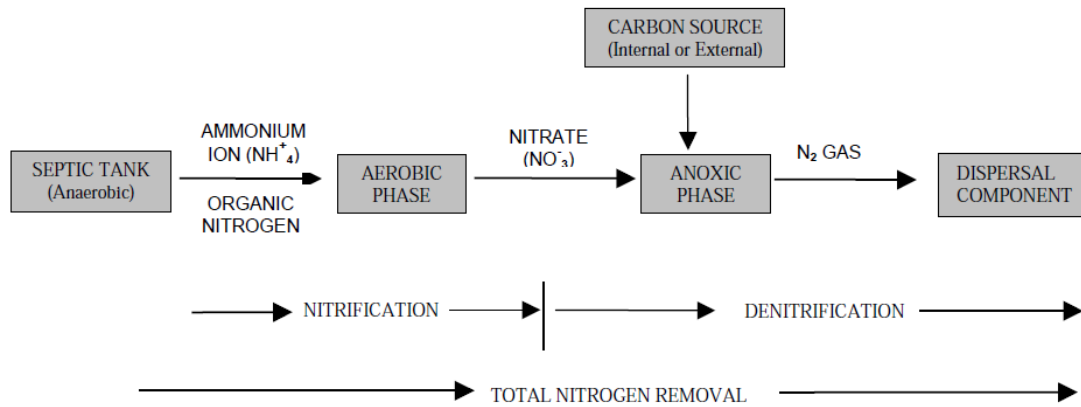 CARBON SOURCE
(Internal or External)
AMMONIUM
ION (NH⁺₄)
NITRATE
(NO⁻₃)
N₂ GAS
SEPTIC TANK
(Anaerobic)
AEROBIC
PHASE
ANOXIC
PHASE
DISPERSAL
COMPONENT
ORGANIC
NITROGEN
NITRIFICATION
DENITRIFICATION
TOTAL NITROGEN REMOVAL